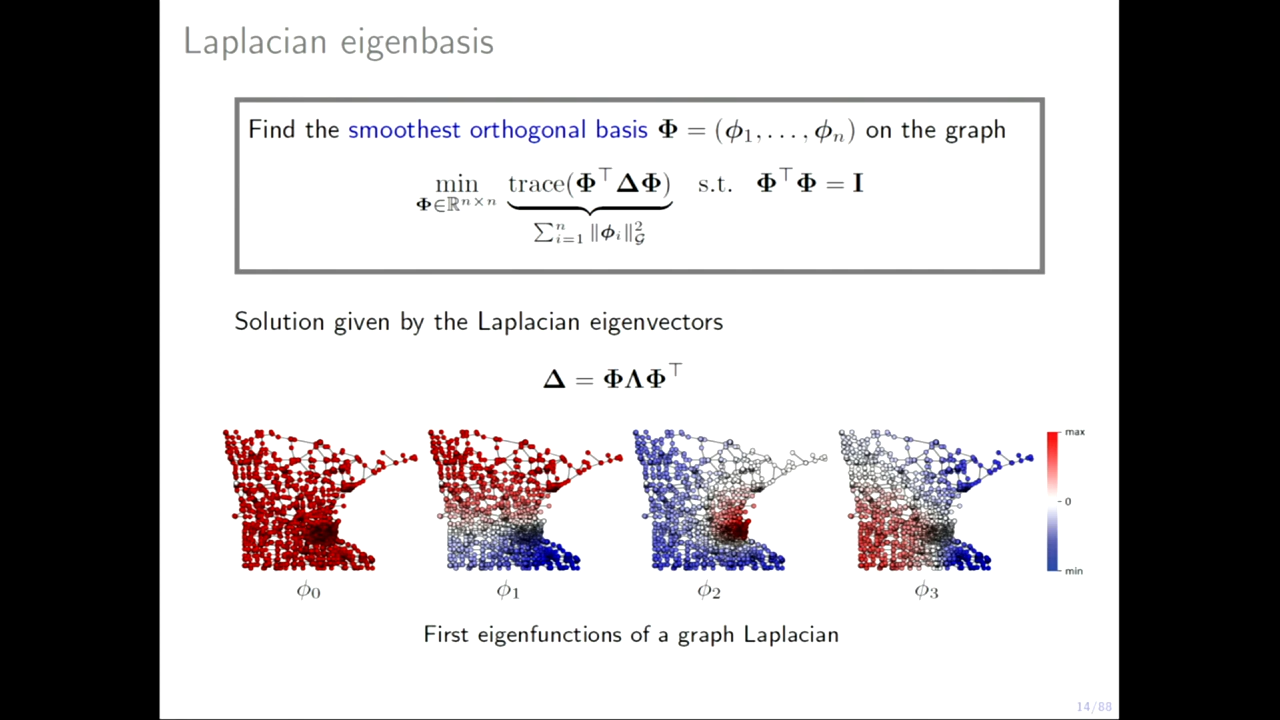 Laplacian eigenbasis
Find the smoothest orthogonal basis Φ = (ϕ₁, . . . , ϕₙ) on the graph
min trace(Φ⊤ΔΦ) s.t. Φ⊤Φ = I
Φ∈ℝⁿˣⁿ
∑ⁿᵢ₌₁ ‖ϕᵢ‖²_𝒢
Solution given by the Laplacian eigenvectors
Δ = ΦΛΦ⊤
max
0
min
ϕ₀ ϕ₁ ϕ₂ ϕ₃
First eigenfunctions of a graph Laplacian
14/88